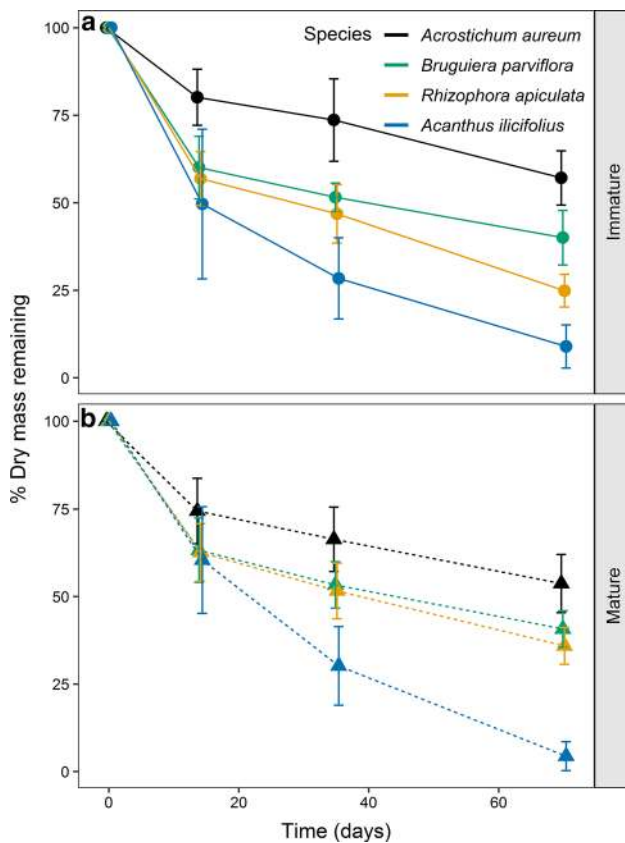 a
Species
Acrostichum aureum
Bruguiera parviflora
Rhizophora apiculata
Acanthus ilicifolius
100
75
50
25
0
Immature
b
100
75
50
25
0
Mature
% Dry mass remaining
0 20 40 60
Time (days)